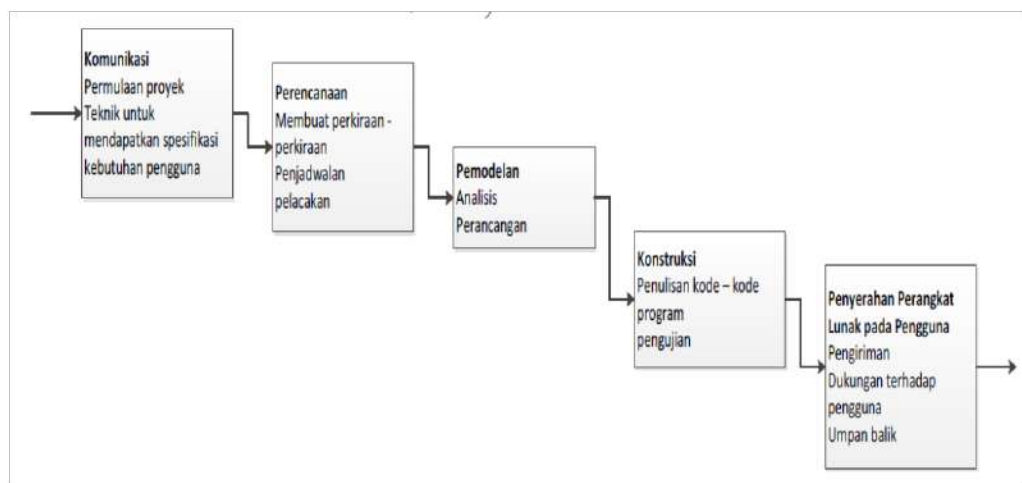 Komunikasi
Permulaan proyek
Teknik untuk
mendapatkan spesifikasi
kebutuhan pengguna
Perencanaan
Membuat perkiraan -
perkiraan
Penjadwalan
pelacakan
Pemodelan
Analisis
Perancangan
Konstruksi
Penulisan kode – kode
program
pengujian
Penyerahan Perangkat
Lunak pada Pengguna
Pengiriman
Dukungan terhadap
pengguna
Umpan balik